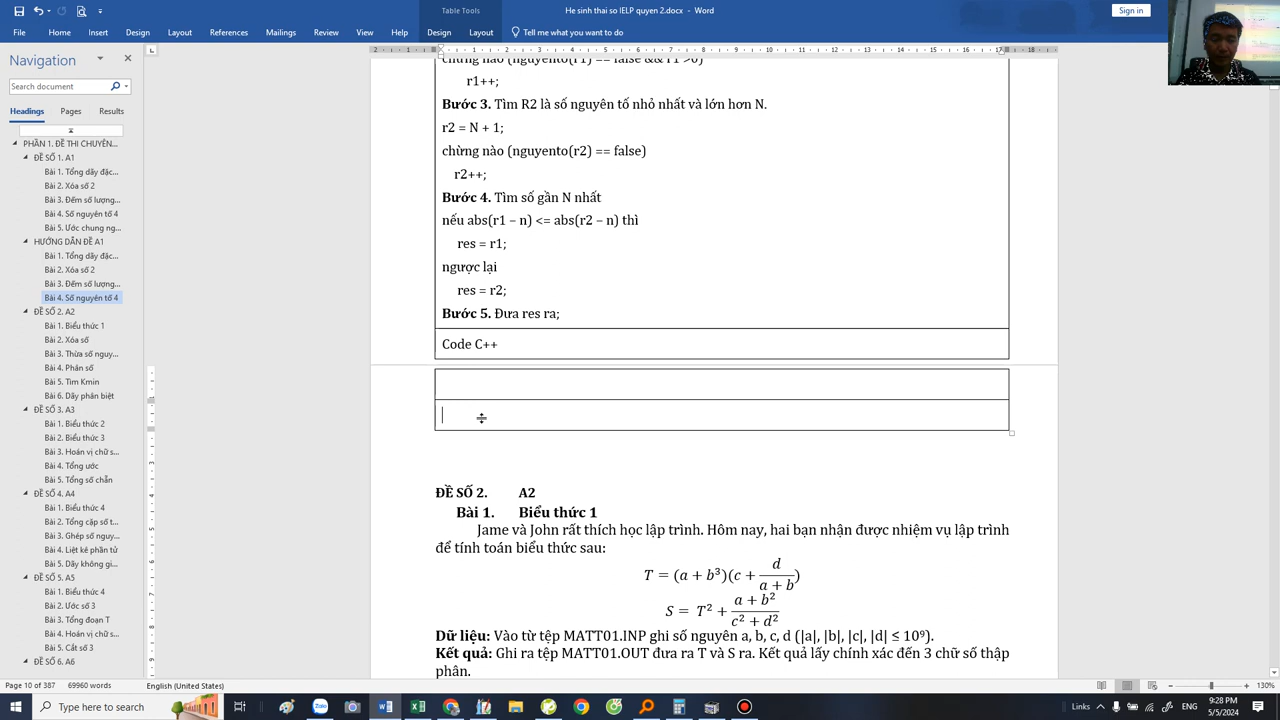 Table Tools
He sinh thai so IELP quyen 2.docx - Word
Sign in
File
Home
Insert
Design
Layout
References
Mailings
Review
View
Help
Design
Layout
Tell me what you want to do
Navigation
Search document
Headings
Pages
Results
PHẦN 1. ĐỀ THI CHUYÊN...
ĐỀ SỐ 1. A1
Bài 1. Tổng dãy đặc...
Bài 2. Xóa số 2
Bài 3. Đếm số lượng...
Bài 4. Số nguyên tố 4
Bài 5. Ước chung ng...
HƯỚNG DẪN ĐỀ A1
Bài 1. Tổng dãy đặc...
Bài 2. Xóa số 2
Bài 3. Đếm số lượng...
Bài 4. Số nguyên tố 4
ĐỀ SỐ 2. A2
Bài 1. Biểu thức 1
Bài 2. Xóa số
Bài 3. Thừa số nguy...
Bài 4. Phân số
Bài 5. Tìm Kmin
Bài 6. Dãy phân biệt
ĐỀ SỐ 3. A3
Bài 1. Biểu thức 2
Bài 2. Biểu thức 3
Bài 3. Hoán vị chữ s...
Bài 4. Tổng ước
Bài 5. Tổng số chẵn
ĐỀ SỐ 4. A4
Bài 1. Biểu thức 4
Bài 2. Tổng cặp số t...
Bài 3. Ghép số nguy...
Bài 4. Liệt kê phần tử
Bài 5. Dãy không gi...
ĐỀ SỐ 5. A5
Bài 1. Biểu thức 4
Bài 2. Ước số 3
Bài 3. Tổng đoạn T
Bài 4. Hoán vị chữ s...
Bài 5. Cắt số 3
ĐỀ SỐ 6. A6
chừng nào (nguyento(r1) == false && r1 >0)
r1++;
Bước 3. Tìm R2 là số nguyên tố nhỏ nhất và lớn hơn N.
r2 = N + 1;
chừng nào (nguyento(r2) == false)
r2++;
Bước 4. Tìm số gần N nhất
nếu abs(r1 – n) <= abs(r2 – n) thì
res = r1;
ngược lại
res = r2;
Bước 5. Đưa res ra;
Code C++
ĐỀ SỐ 2. A2
Bài 1. Biểu thức 1
Jame và John rất thích học lập trình. Hôm nay, hai bạn nhận được nhiệm vụ lập trình
để tính toán biểu thức sau:
T = (a + b³)(c + d/(a + b))
S = T² + (a + b²)/(c² + d²)
Dữ liệu: Vào từ tệp MATT01.INP ghi số nguyên a, b, c, d (|a|, |b|, |c|, |d| ≤ 10⁹).
Kết quả: Ghi ra tệp MATT01.OUT đưa ra T và S ra. Kết quả lấy chính xác đến 3 chữ số thập
phân.
Page 10 of 387
69960 words
English (United States)
130%
Type here to search
Links
9:28 PM
5/5/2024